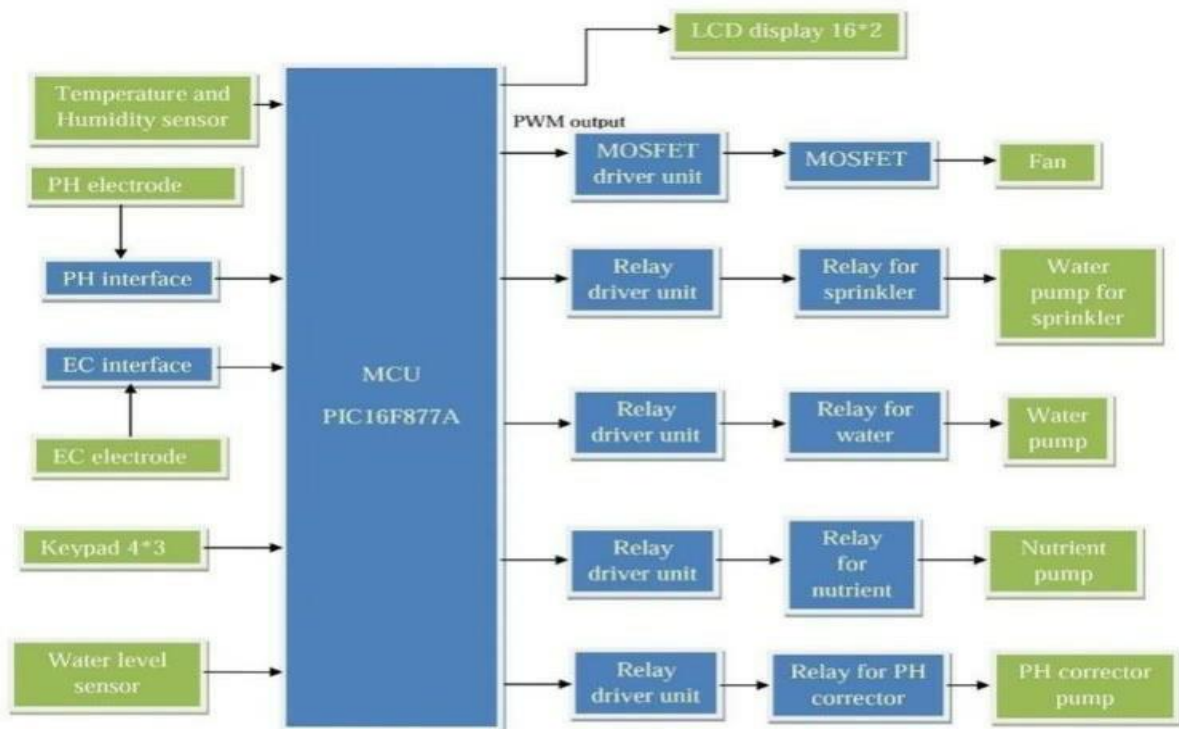 LCD display 16*2
Temperature and
Humidity sensor
PWM output
MOSFET
driver unit
MOSFET
Fan
PH electrode
PH interface
Relay
driver unit
Relay for
sprinkler
Water
pump for
sprinkler
EC interface
MCU
PIC16F877A
Relay
driver unit
Relay for
water
Water
pump
EC electrode
Keypad 4*3
Relay
driver unit
Relay
for
nutrient
Nutrient
pump
Water level
sensor
Relay
driver unit
Relay for PH
corrector
PH corrector
pump